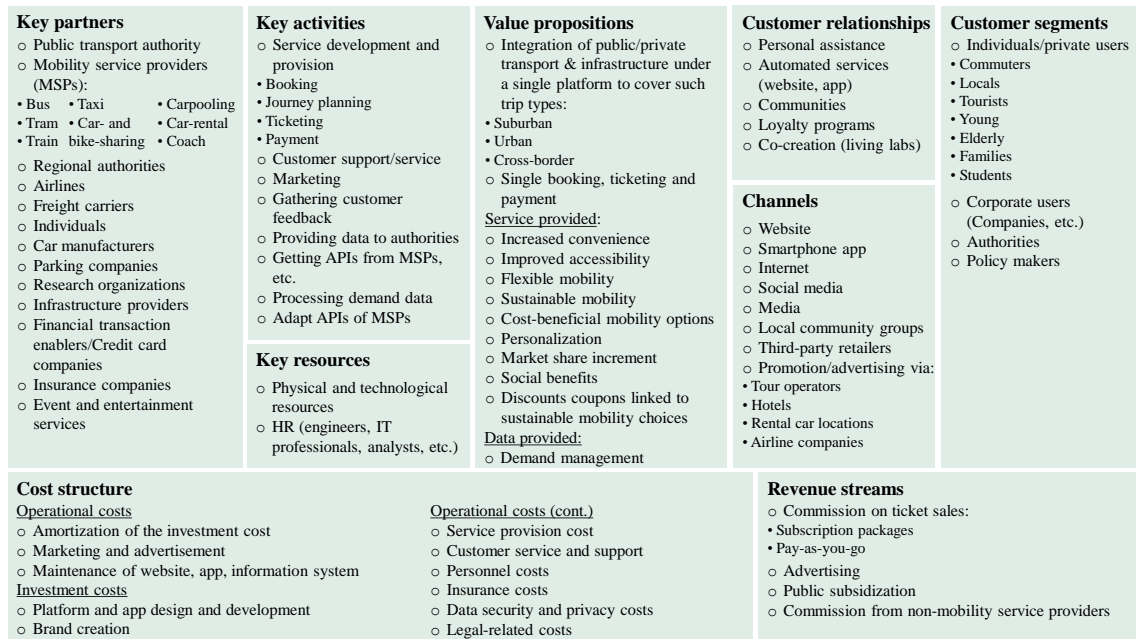 Key partners
○ Public transport authority
○ Mobility service providers
(MSPs):
• Bus • Taxi • Carpooling
• Tram • Car- and • Car-rental
• Train bike-sharing • Coach
○ Regional authorities
○ Airlines
○ Freight carriers
○ Individuals
○ Car manufacturers
○ Parking companies
○ Research organizations
○ Infrastructure providers
○ Financial transaction
enablers/Credit card
companies
○ Insurance companies
○ Event and entertainment
services
Key activities
○ Service development and
provision
• Booking
• Journey planning
• Ticketing
• Payment
○ Customer support/service
○ Marketing
○ Gathering customer
feedback
○ Providing data to authorities
○ Getting APIs from MSPs,
etc.
○ Processing demand data
○ Adapt APIs of MSPs
Key resources
○ Physical and technological
resources
○ HR (engineers, IT
professionals, analysts, etc.)
Value propositions
○ Integration of public/private
transport & infrastructure under
a single platform to cover such
trip types:
• Suburban
• Urban
• Cross-border
○ Single booking, ticketing and
payment
Service provided:
○ Increased convenience
○ Improved accessibility
○ Flexible mobility
○ Sustainable mobility
○ Cost-beneficial mobility options
○ Personalization
○ Market share increment
○ Social benefits
○ Discounts coupons linked to
sustainable mobility choices
Data provided:
○ Demand management
Customer relationships
○ Personal assistance
○ Automated services
(website, app)
○ Communities
○ Loyalty programs
○ Co-creation (living labs)
Channels
○ Website
○ Smartphone app
○ Internet
○ Social media
○ Media
○ Local community groups
○ Third-party retailers
○ Promotion/advertising via:
• Tour operators
• Hotels
• Rental car locations
• Airline companies
Customer segments
○ Individuals/private users
• Commuters
• Locals
• Tourists
• Young
• Elderly
• Families
• Students
○ Corporate users
(Companies, etc.)
○ Authorities
○ Policy makers
Cost structure
Operational costs
○ Amortization of the investment cost
○ Marketing and advertisement
○ Maintenance of website, app, information system
Investment costs
○ Platform and app design and development
○ Brand creation
Operational costs (cont.)
○ Service provision cost
○ Customer service and support
○ Personnel costs
○ Insurance costs
○ Data security and privacy costs
○ Legal-related costs
Revenue streams
○ Commission on ticket sales:
• Subscription packages
• Pay-as-you-go
○ Advertising
○ Public subsidization
○ Commission from non-mobility service providers